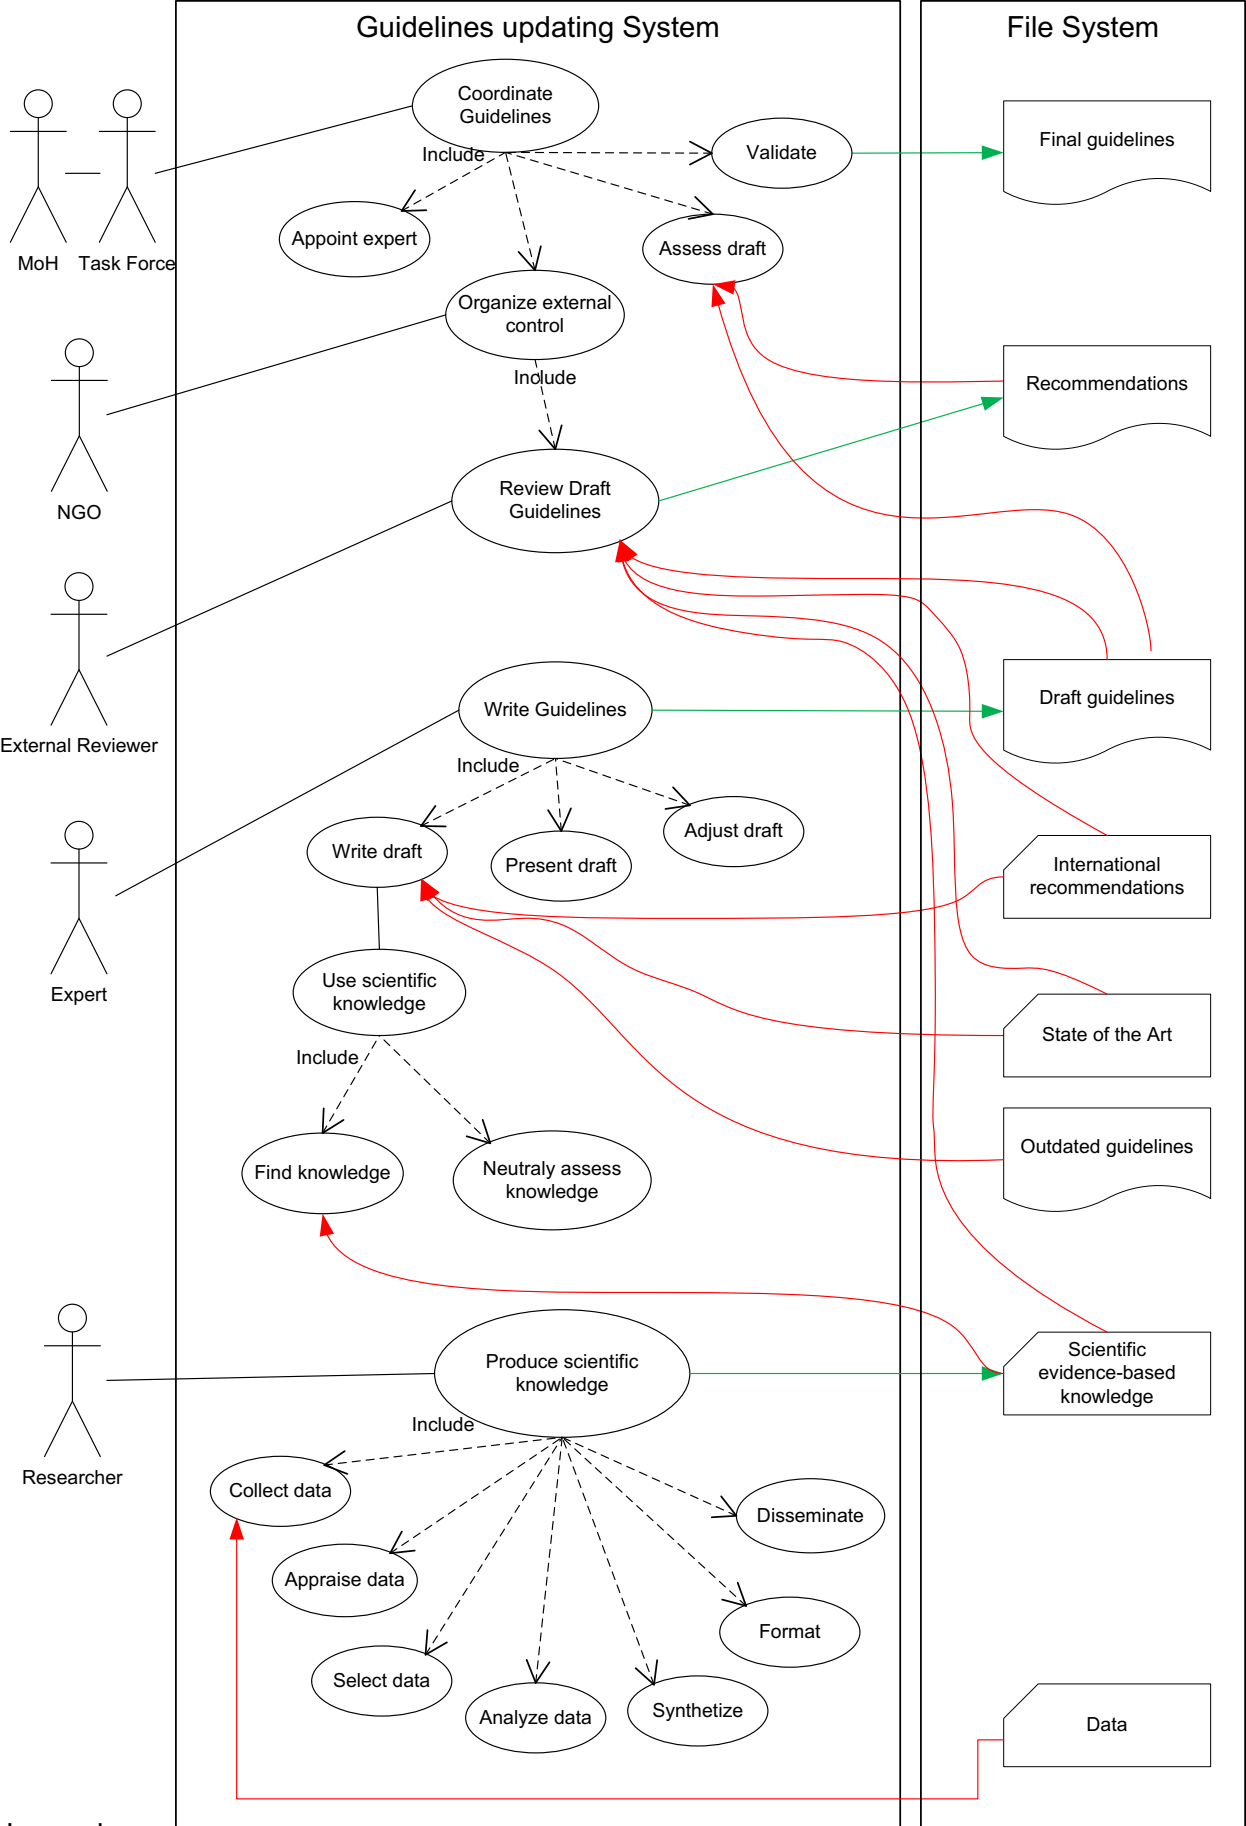 Guidelines updating System
File System
Coordinate
Guidelines
Include
Validate
Final guidelines
Appoint expert
Assess draft
MoH
Task Force
Organize external
control
Include
Recommendations
NGO
Review Draft
Guidelines
Write Guidelines
Draft guidelines
External Reviewer
Include
Adjust draft
Write draft
Present draft
International
recommendations
Expert
Use scientific
knowledge
State of the Art
Include
Outdated guidelines
Find knowledge
Neutraly assess
knowledge
Produce scientific
knowledge
Scientific
evidence-based
knowledge
Include
Researcher
Collect data
Disseminate
Appraise data
Format
Select data
Analyze data
Synthetize
Data